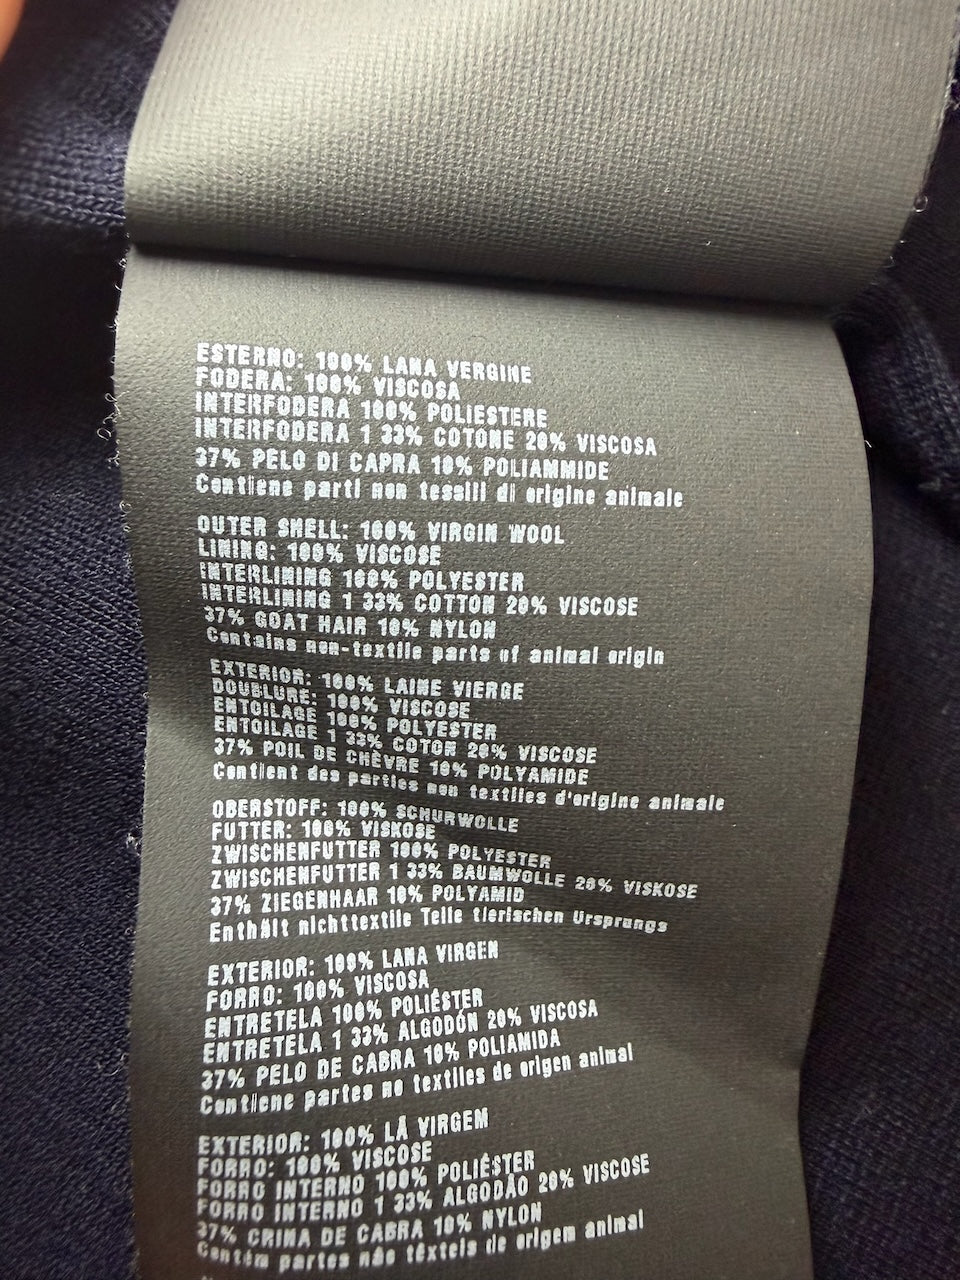 ESTERNO: 100% LANA VERGINE
FODERA: 100% VISCOSA
INTERFODERA 100% POLIESTERE
INTERFODERA 1 33% COTONE 20% VISCOSA
37% PELO DI CAPRA 10% POLIAMMIDE
Contiene parti non tessili di origine animale
OUTER SHELL: 100% VIRGIN WOOL
LINING: 100% VISCOSE
INTERLINING 100% POLYESTER
INTERLINING 1 33% COTTON 20% VISCOSE
37% GOAT HAIR 10% NYLON
Contains non-textile parts of animal origin
EXTERIOR: 100% LAINE VIERGE
DOUBLURE: 100% VISCOSE
ENTOILAGE 100% POLYESTER
ENTOILAGE 1 33% COTON 20% VISCOSE
37% POIL DE CHÈVRE 10% POLYAMIDE
Contient des parties non textiles d'origine animale
OBERSTOFF: 100% SCHURWOLLE
FUTTER: 100% VISKOSE
ZWISCHENFUTTER 100% POLYESTER
ZWISCHENFUTTER 1 33% BAUMWOLLE 20% VISKOSE
37% ZIEGENHAAR 10% POLYAMID
Enthält nichttextile Teile tierischen Ursprungs
EXTERIOR: 100% LANA VIRGEN
FORRO: 100% VISCOSA
ENTRETELA 100% POLIÉSTER
ENTRETELA 1 33% ALGODÓN 20% VISCOSA
37% PELO DE CABRA 10% POLIAMIDA
Contiene partes no textiles de origen animal
EXTERIOR: 100% LÃ VIRGEM
FORRO: 100% VISCOSE
FORRO INTERNO 100% POLIÉSTER
FORRO INTERNO 1 33% ALGODÃO 20% VISCOSE
37% CRINA DE CABRA 10% NYLON
Contém partes não têxteis de origem animal